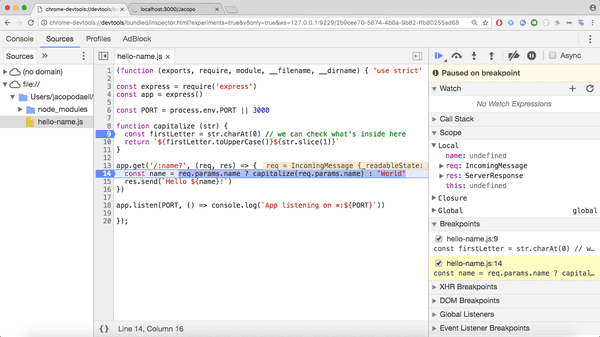 chrome-devtools://devtools
localhost:3000/Jacopo
chrome-devtools://devtools/bundled/inspector.html?experiments=true&v8only=true&ws=127.0.0.1:9229/2b9cee70-5874-4b8a-9b82-ffb80255ad68
Console Sources Profiles AdBlock
Sources
hello-name.js
Async
(no domain)
file://
Users/jacopodaeli/
node_modules
hello-name.js
1 (function (exports, require, module, __filename, __dirname) { 'use strict'
2
3 const express = require('express')
4 const app = express()
5
6 const PORT = process.env.PORT || 3000
7
8 function capitalize (str) {
9 const firstLetter = str.charAt(0) // we can check what's inside here
10 return `${firstLetter.toUpperCase()}${str.slice(1)}`
11 }
12
13 app.get('/:name?', (req, res) => { req = IncomingMessage {_readableState:
14 const name = req.params.name ? capitalize(req.params.name) : 'World'
15 res.send(`Hello ${name}!`)
16 })
17
18 app.listen(PORT, () => console.log(`App listening on *:${PORT}`))
19
20 });
{} Line 14, Column 16
Paused on breakpoint
Watch
No Watch Expressions
Call Stack
Scope
Local
name: undefined
req: IncomingMessage
res: ServerResponse
this: undefined
Closure
Global global
Breakpoints
hello-name.js:9
const firstLetter = str.charAt(0) // w…
hello-name.js:14
const name = req.params.name ? capital…
XHR Breakpoints
DOM Breakpoints
Global Listeners
Event Listener Breakpoints